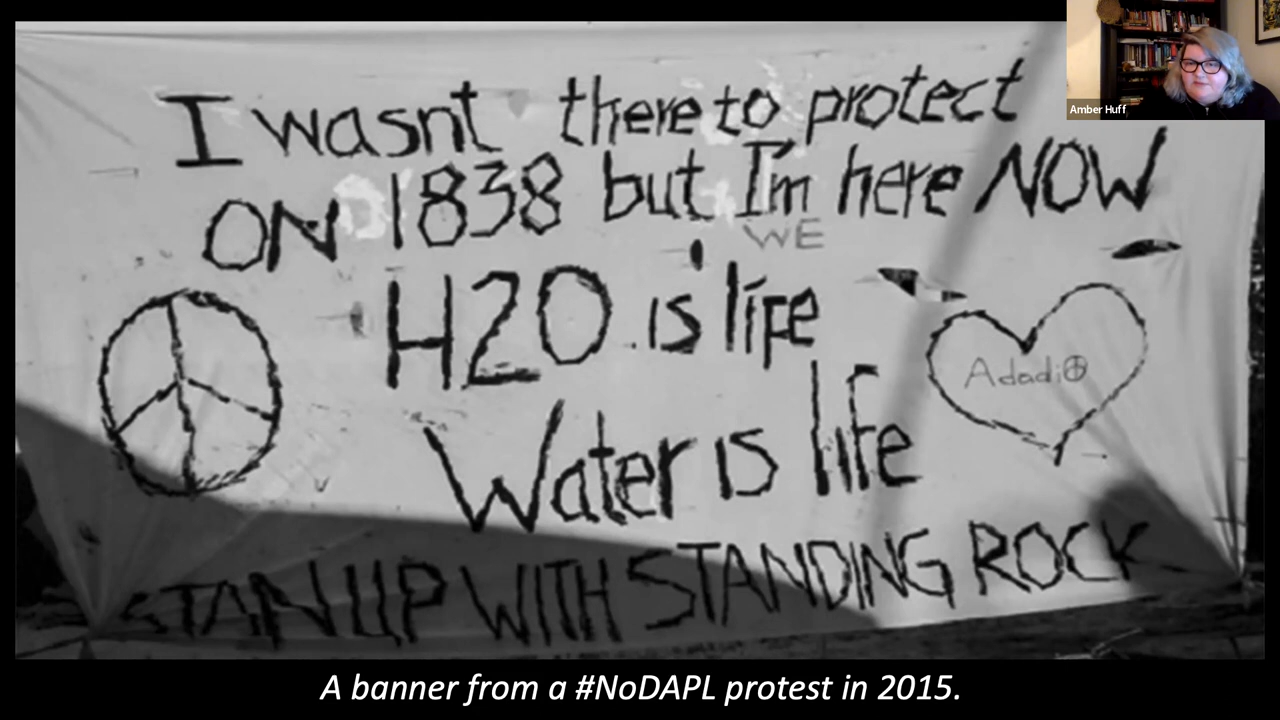 Amber Huff
I wasnt there to protect
ON 1838 but I'm here NOW
WE
H2O is life
Adadi
Water is life
STAN UP WITH STANDING ROCK
A banner from a #NoDAPL protest in 2015.